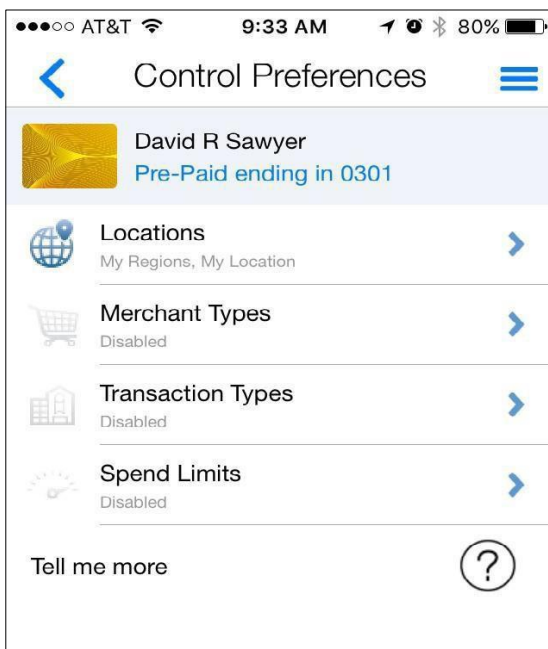 AT&T 9:33 AM 80%
Control Preferences
David R Sawyer
Pre-Paid ending in 0301
Locations
My Regions, My Location
Merchant Types
Disabled
Transaction Types
Disabled
Spend Limits
Disabled
Tell me more ?